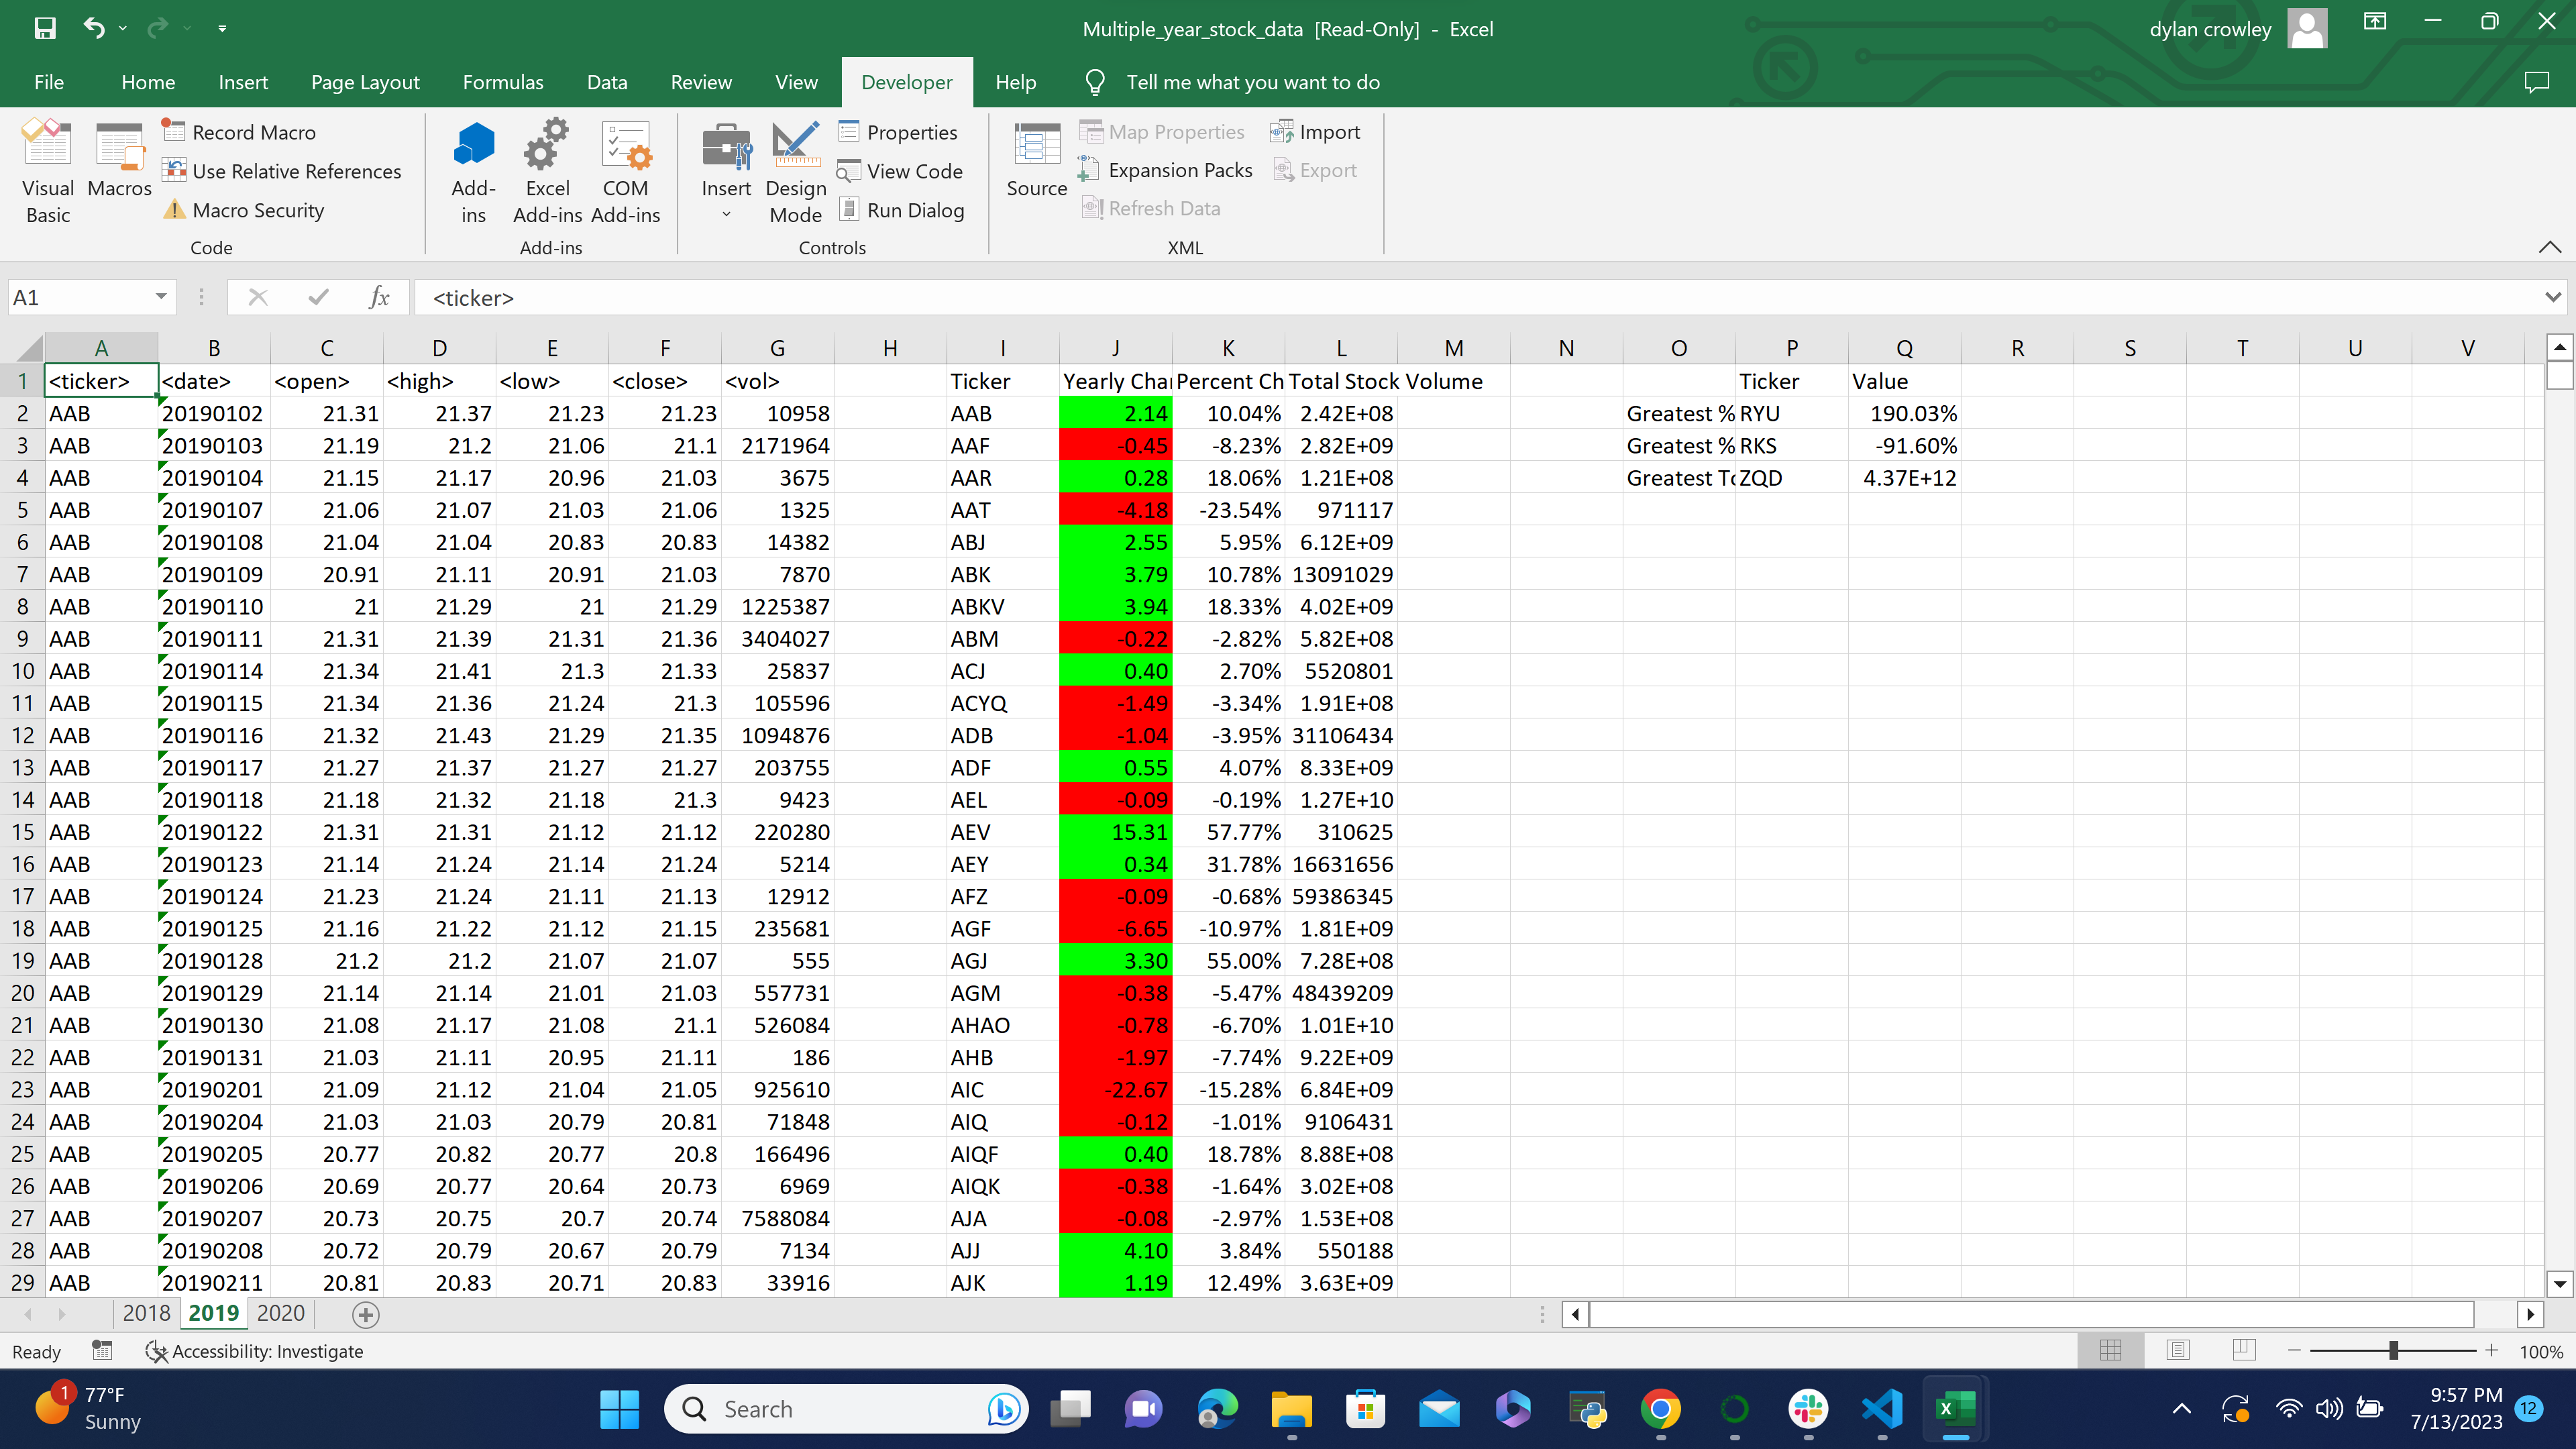 Multiple_year_stock_data [Read-Only] - Excel
dylan crowley
File Home Insert Page Layout Formulas Data Review View Developer Help Tell me what you want to do
Visual Basic
Macros
Record Macro
Use Relative References
Macro Security
Code
Add-ins
Excel Add-ins
COM Add-ins
Add-ins
Insert
Design Mode
Properties
View Code
Run Dialog
Controls
Source
Map Properties
Expansion Packs
Refresh Data
Import
Export
XML
A1 fx <ticker>
A B C D E F G H I J K L M N O P Q R S T U V
1 <ticker> <date> <open> <high> <low> <close> <vol> Ticker Yearly Char Percent Ch Total Stock Volume Ticker Value
2 AAB 20190102 21.31 21.37 21.23 21.23 10958 AAB 2.14 10.04% 2.42E+08 Greatest % RYU 190.03%
3 AAB 20190103 21.19 21.2 21.06 21.1 2171964 AAF -0.45 -8.23% 2.82E+09 Greatest % RKS -91.60%
4 AAB 20190104 21.15 21.17 20.96 21.03 3675 AAR 0.28 18.06% 1.21E+08 Greatest To ZQD 4.37E+12
5 AAB 20190107 21.06 21.07 21.03 21.06 1325 AAT -4.18 -23.54% 971117
6 AAB 20190108 21.04 21.04 20.83 20.83 14382 ABJ 2.55 5.95% 6.12E+09
7 AAB 20190109 20.91 21.11 20.91 21.03 7870 ABK 3.79 10.78% 13091029
8 AAB 20190110 21 21.29 21 21.29 1225387 ABKV 3.94 18.33% 4.02E+09
9 AAB 20190111 21.31 21.39 21.31 21.36 3404027 ABM -0.22 -2.82% 5.82E+08
10 AAB 20190114 21.34 21.41 21.3 21.33 25837 ACJ 0.40 2.70% 5520801
11 AAB 20190115 21.34 21.36 21.24 21.3 105596 ACYQ -1.49 -3.34% 1.91E+08
12 AAB 20190116 21.32 21.43 21.29 21.35 1094876 ADB -1.04 -3.95% 31106434
13 AAB 20190117 21.27 21.37 21.27 21.27 203755 ADF 0.55 4.07% 8.33E+09
14 AAB 20190118 21.18 21.32 21.18 21.3 9423 AEL -0.09 -0.19% 1.27E+10
15 AAB 20190122 21.31 21.31 21.12 21.12 220280 AEV 15.31 57.77% 310625
16 AAB 20190123 21.14 21.24 21.14 21.24 5214 AEY 0.34 31.78% 16631656
17 AAB 20190124 21.23 21.24 21.11 21.13 12912 AFZ -0.09 -0.68% 59386345
18 AAB 20190125 21.16 21.22 21.12 21.15 235681 AGF -6.65 -10.97% 1.81E+09
19 AAB 20190128 21.2 21.2 21.07 21.07 555 AGJ 3.30 55.00% 7.28E+08
20 AAB 20190129 21.14 21.14 21.01 21.03 557731 AGM -0.38 -5.47% 48439209
21 AAB 20190130 21.08 21.17 21.08 21.1 526084 AHAO -0.78 -6.70% 1.01E+10
22 AAB 20190131 21.03 21.11 20.95 21.11 186 AHB -1.97 -7.74% 9.22E+09
23 AAB 20190201 21.09 21.12 21.04 21.05 925610 AIC -22.67 -15.28% 6.84E+09
24 AAB 20190204 21.03 21.03 20.79 20.81 71848 AIQ -0.12 -1.01% 9106431
25 AAB 20190205 20.77 20.82 20.77 20.8 166496 AIQF 0.40 18.78% 8.88E+08
26 AAB 20190206 20.69 20.77 20.64 20.73 6969 AIQK -0.38 -1.64% 3.02E+08
27 AAB 20190207 20.73 20.75 20.7 20.74 7588084 AJA -0.08 -2.97% 1.53E+08
28 AAB 20190208 20.72 20.79 20.67 20.79 7134 AJJ 4.10 3.84% 550188
29 AAB 20190211 20.81 20.83 20.71 20.83 33916 AJK 1.19 12.49% 3.63E+09
2018 2019 2020
Ready Accessibility: Investigate 100%
1 77°F
Sunny
Search
9:57 PM
7/13/2023 12